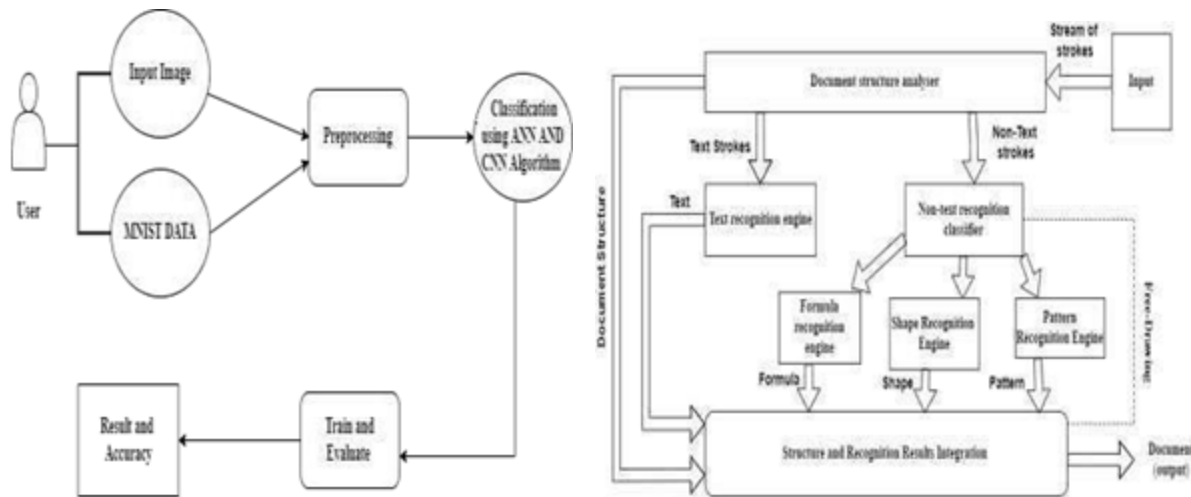 Input Image
Preprocessing
Classification
using ANN AND
CNN Algorithm
User
MNIST DATA
Result and
Accuracy
Train and
Evaluate
Stream of
strokes
Input
Document structure analyser
Text Strokes
Non-Text
strokes
Text
Text recognition engine
Non-text recognition
classifier
Document Structure
Formula
recognition
engine
Shape Recognition
Engine
Pattern
Recognition Engine
Free-Drawing
Formula
Shape
Pattern
Structure and Recognition Results Integration
Document
(output)